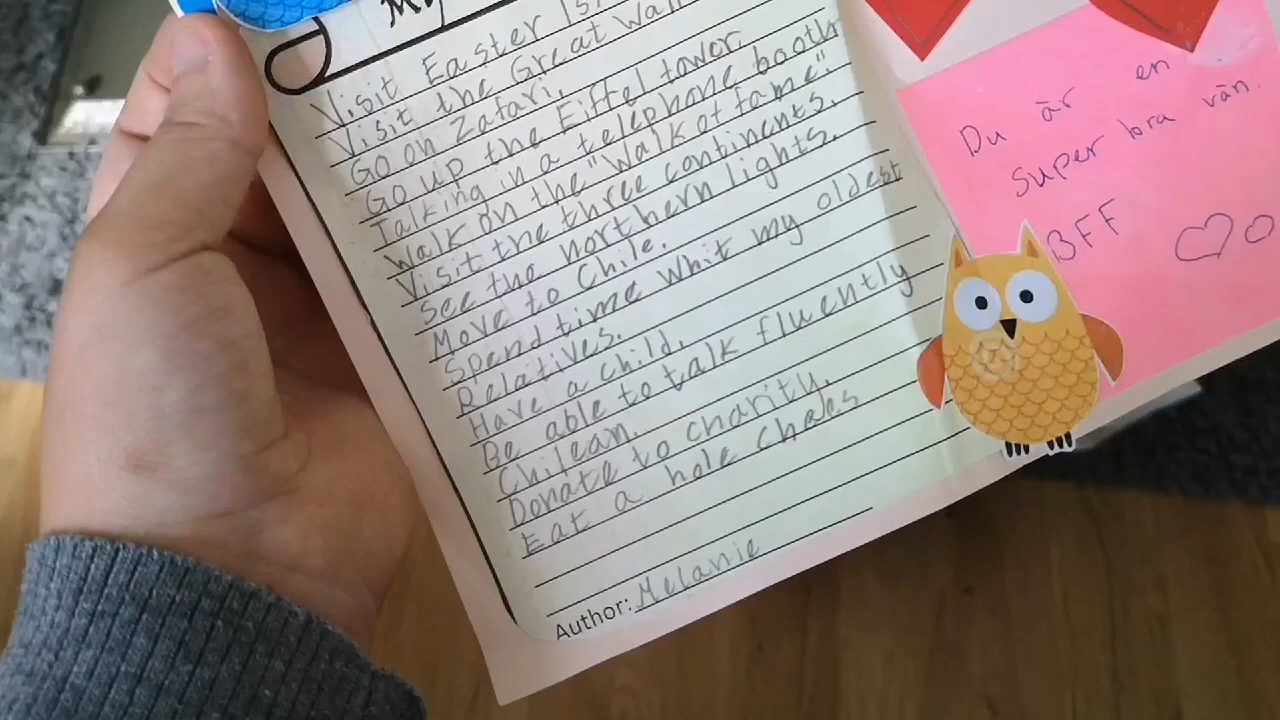 My
Visit Easter
Visit the Great Wall
Go on Zafari.
Go up the Eiffel tower.
Talking in a telephone booth
Walk on the "Walk of fame"
Visit the three continents.
See the northern lights.
Move to Chile.
Spend time whit my oldest
Relatives.
Have a child.
Be able to talk fluently
Chilean.
Donate to charity.
Eat a hole
Author: Melanie
Du är en
super bra vän.
BFF